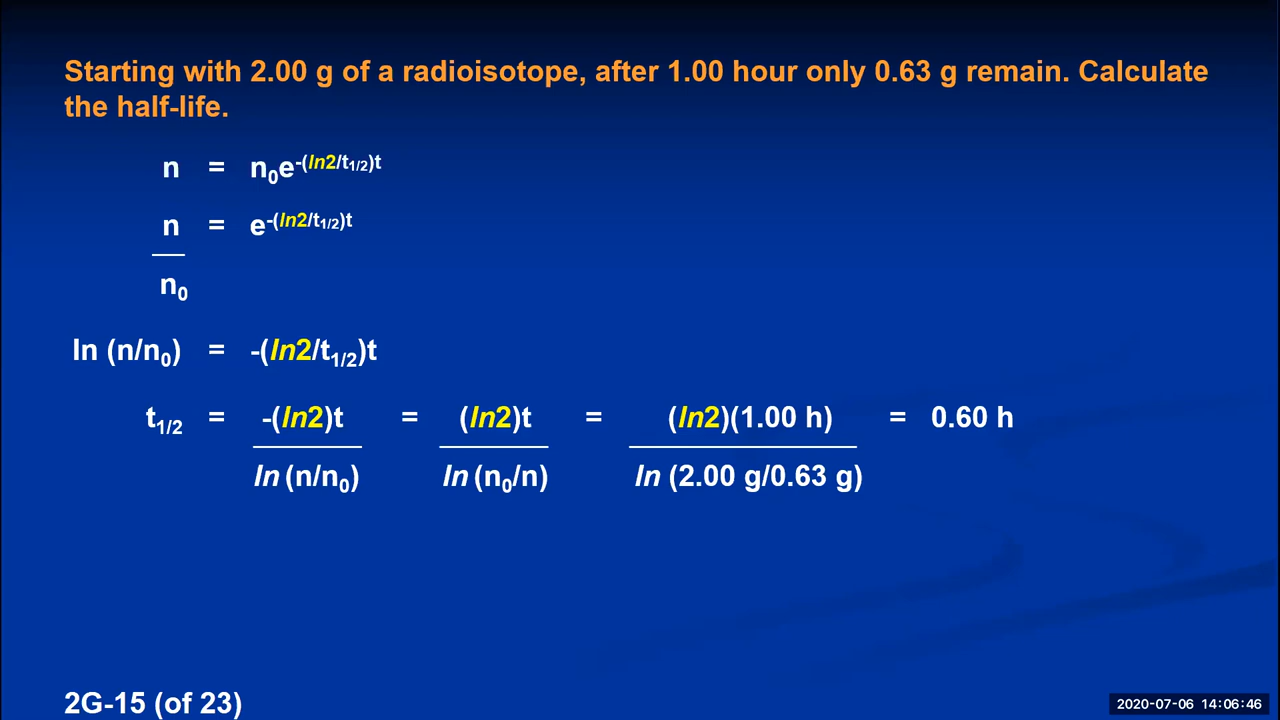 Starting with 2.00 g of a radioisotope, after 1.00 hour only 0.63 g remain. Calculate
the half-life.
n = n₀e^-(ln2/t₁/₂)t
n = e^-(ln2/t₁/₂)t
n₀
ln (n/n₀) = -(ln2/t₁/₂)t
t₁/₂ = -(ln2)t = (ln2)t = (ln2)(1.00 h) = 0.60 h
ln (n/n₀) ln (n₀/n) ln (2.00 g/0.63 g)
2G-15 (of 23)
2020-07-06 14:06:46